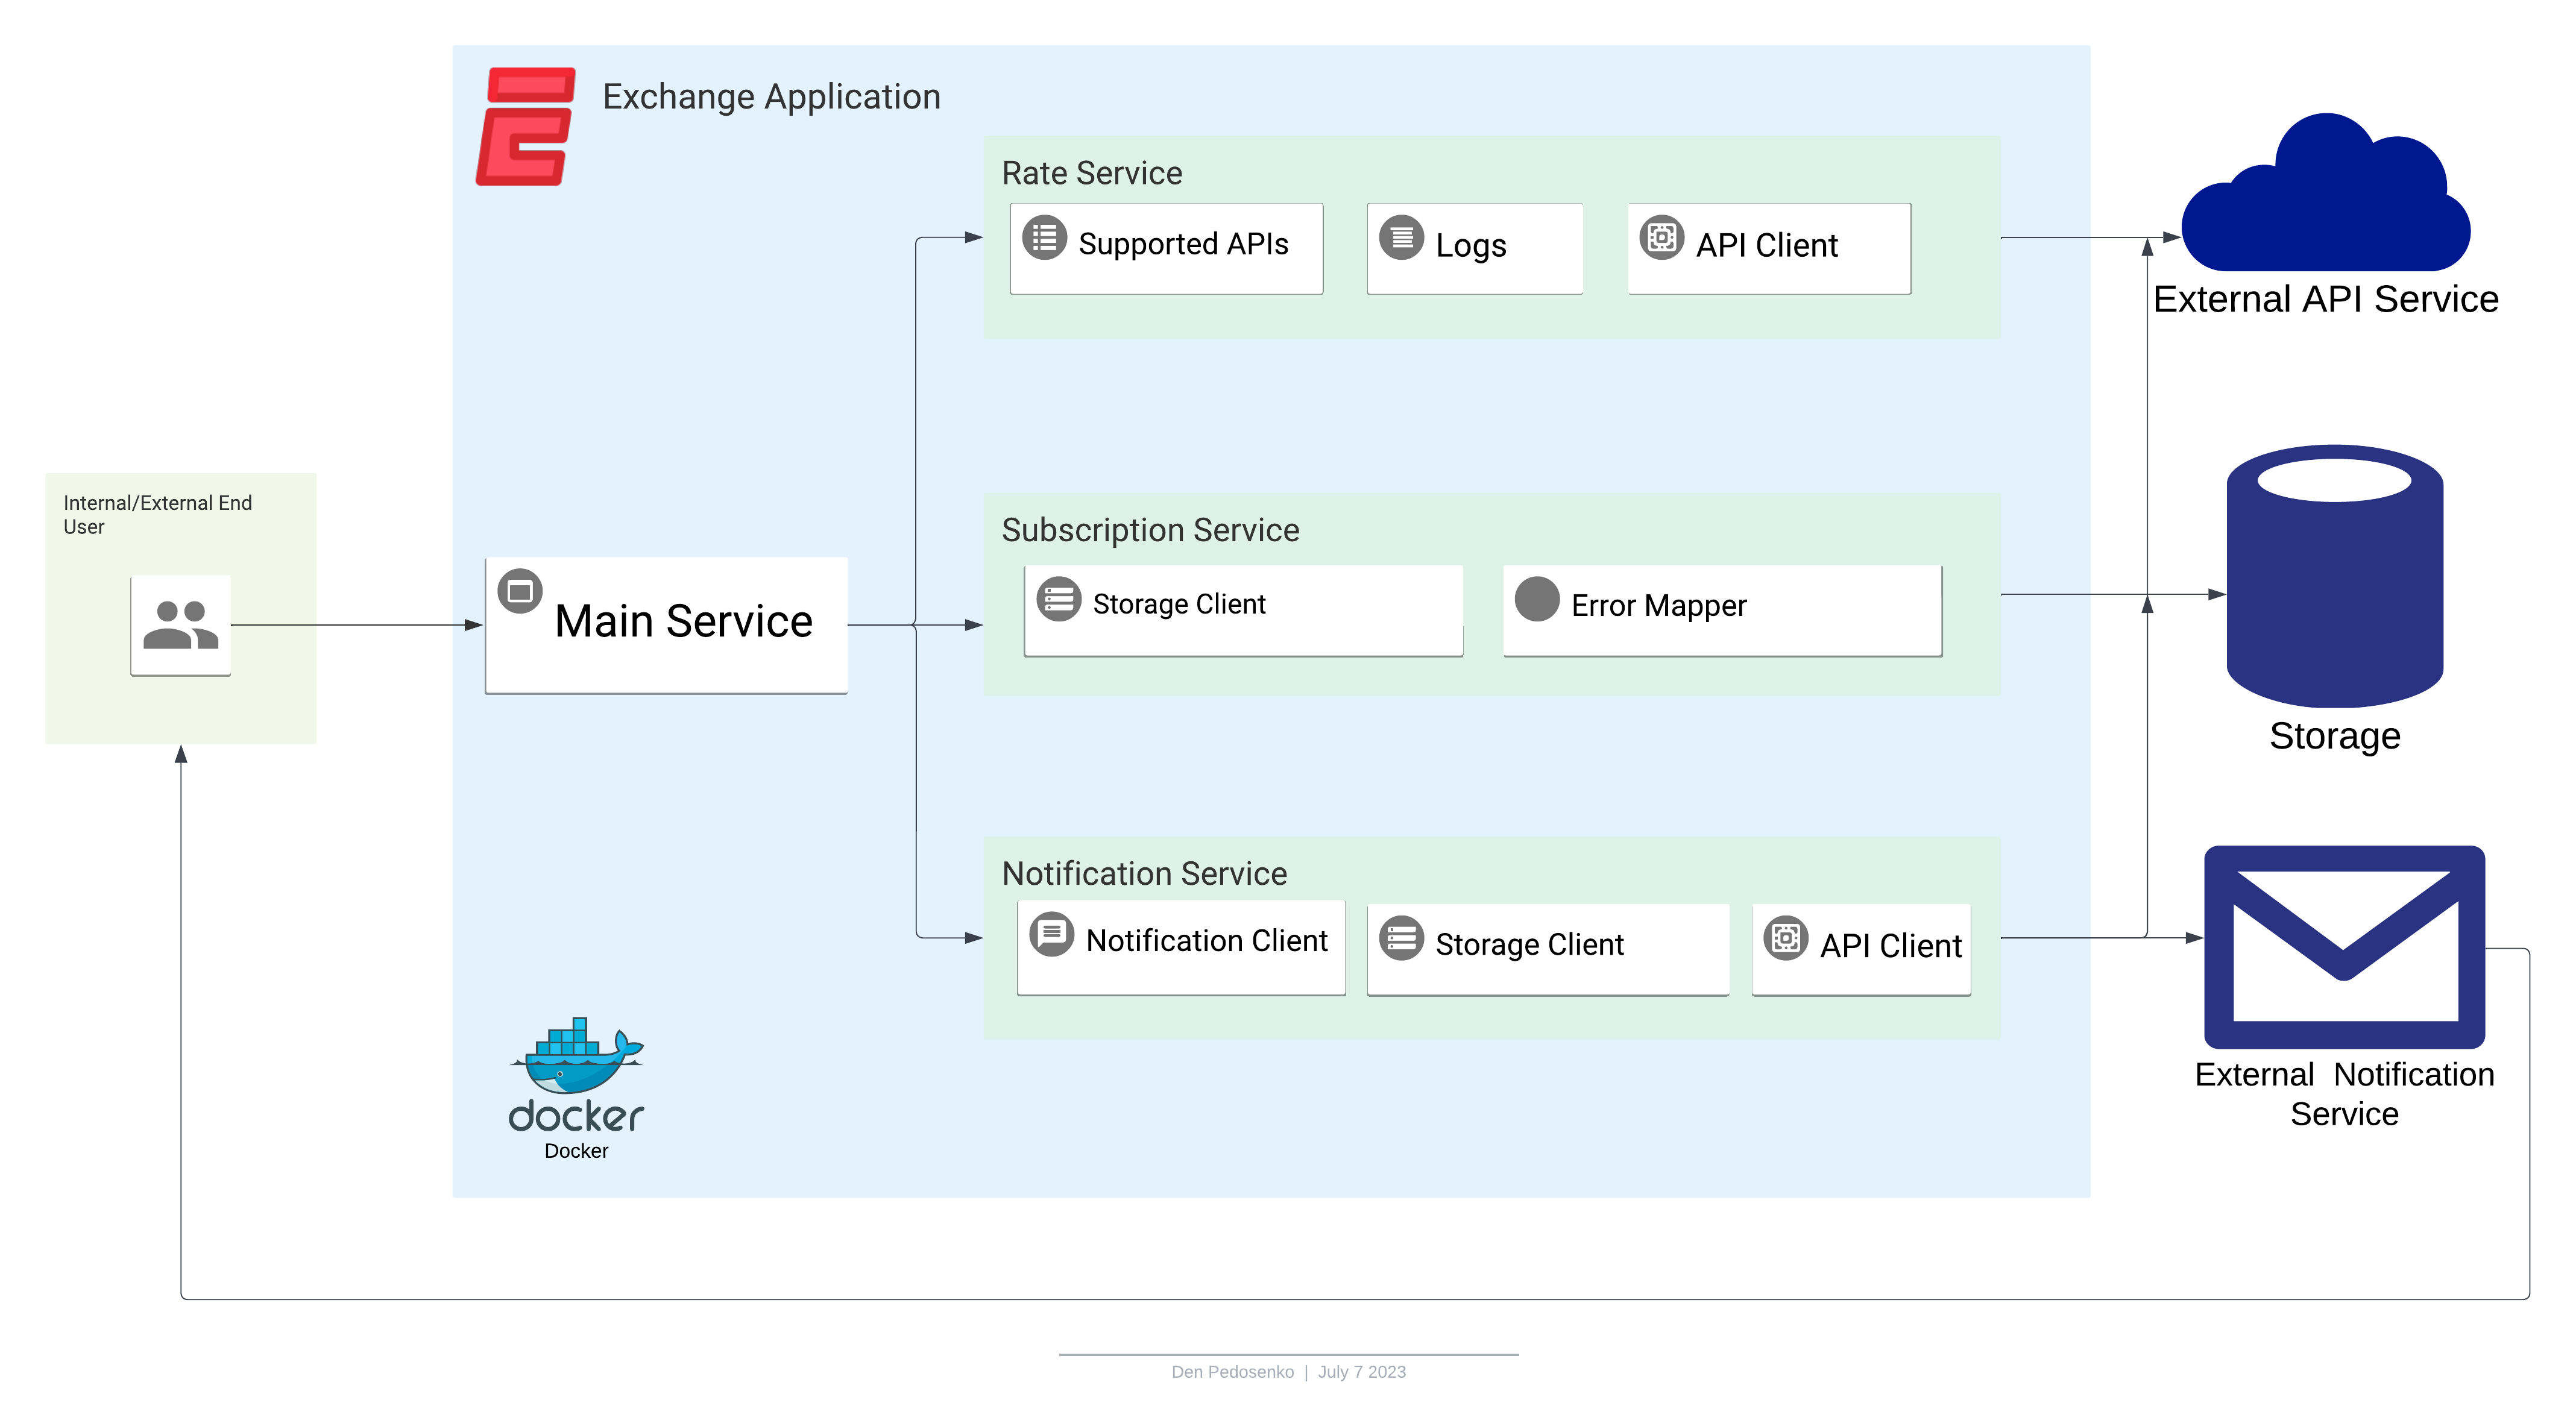 Exchange Application
Rate Service
Supported APIs
Logs
API Client
External API Service
Internal/External End
User
Main Service
Subscription Service
Storage Client
Error Mapper
Storage
Notification Service
Notification Client
Storage Client
API Client
External Notification
Service
docker
Docker
Den Pedosenko | July 7 2023